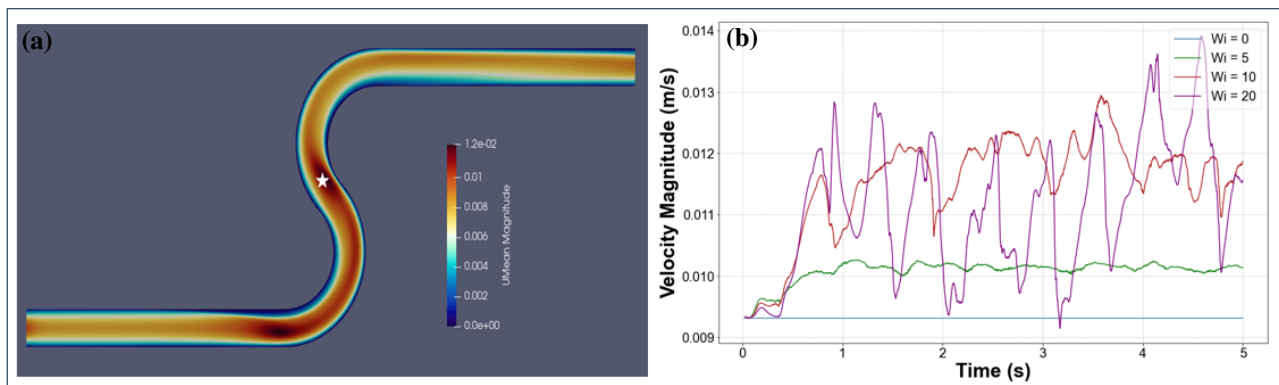 (a)
1.2e-02
0.01
0.008
0.006
0.004
0.002
0.0e+00
UMean Magnitude
(b)
Velocity Magnitude (m/s)
0.014
0.013
0.012
0.011
0.010
0.009
Wi = 0
Wi = 5
Wi = 10
Wi = 20
0 1 2 3 4 5
Time (s)